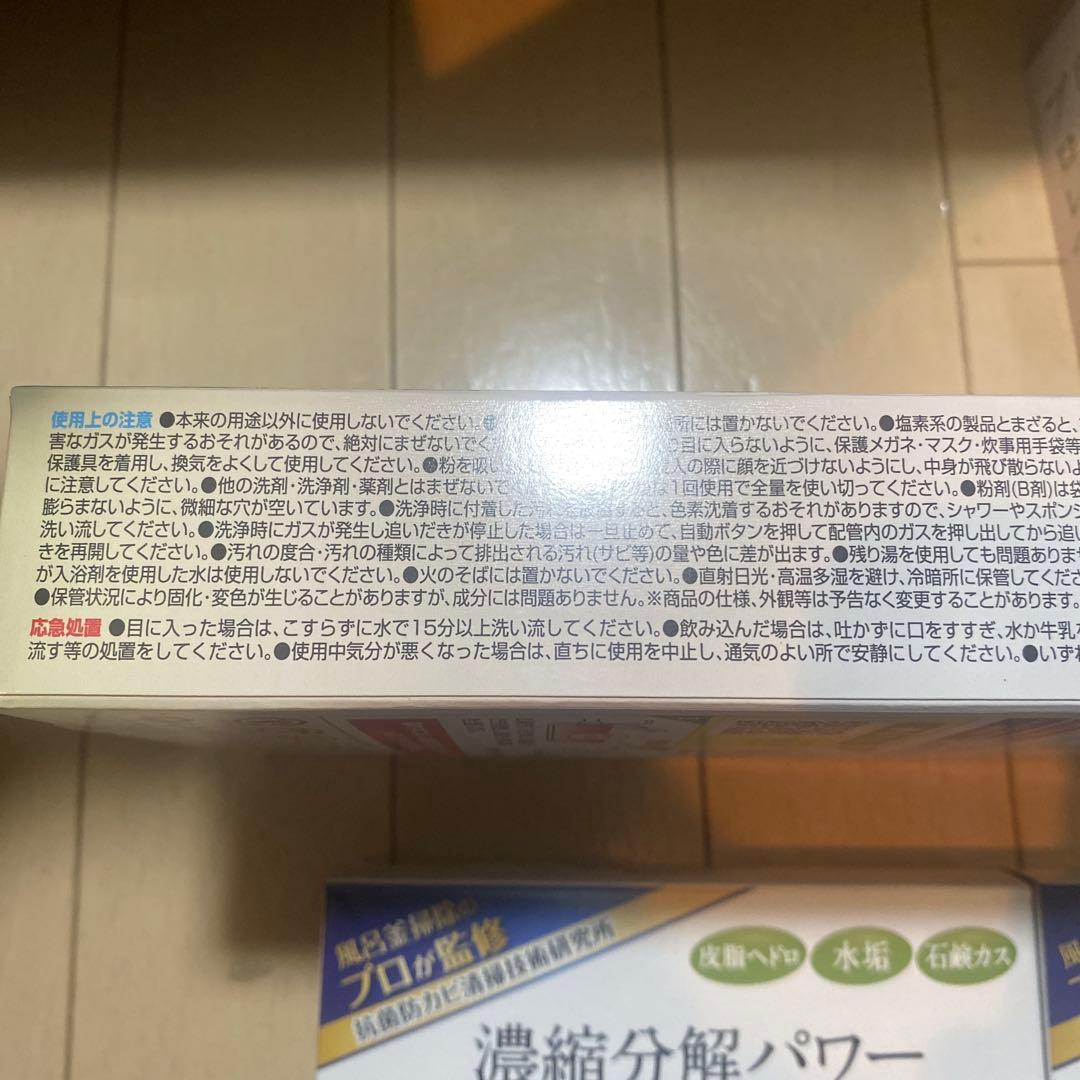 使用上の注意 ●本来の用途以外に使用しないでください。 所には置かないでください。●塩素系の製品とまざると、
害なガスが発生するおそれがあるので、絶対にまぜないでく 目に入らないように、保護メガネ・マスク・炊事用手袋等
保護具を着用し、換気をよくして使用してください。●粉を吸い の際に顔を近づけないようにし、中身が飛び散らないよ
に注意してください。●他の洗剤・洗浄剤・薬剤とはまぜないで 1回使用で全量を使い切ってください。●粉剤(B剤)は袋
膨らまないように、微細な穴が空いています。●洗浄時に付着した汚 すると、色素沈着するおそれがありますので、シャワーやスポンジ
洗い流してください。●洗浄時にガスが発生し追いだきが停止した場合は一旦止めて、自動ボタンを押して配管内のガスを押し出してから追い
きを再開してください。●汚れの度合・汚れの種類によって排出される汚れ(サビ等)の量や色に差が出ます。●残り湯を使用しても問題ありませ
が入浴剤を使用した水は使用しないでください。●火のそばには置かないでください。●直射日光・高温多湿を避け、冷暗所に保管してくださ
●保管状況により固化・変色が生じることがありますが、成分には問題ありません。※商品の仕様、外観等は予告なく変更することがあります。
応急処置 ●目に入った場合は、こすらずに水で15分以上洗い流してください。●飲み込んだ場合は、吐かずに口をすすぎ、水か牛乳を
流す等の処置をしてください。●使用中気分が悪くなった場合は、直ちに使用を中止し、通気のよい所で安静にしてください。●いずれ
風呂釜掃除の
プロが監修
抗菌防カビ清掃技術研究所
皮脂ヘドロ 水垢 石鹸カス
濃縮分解パワー